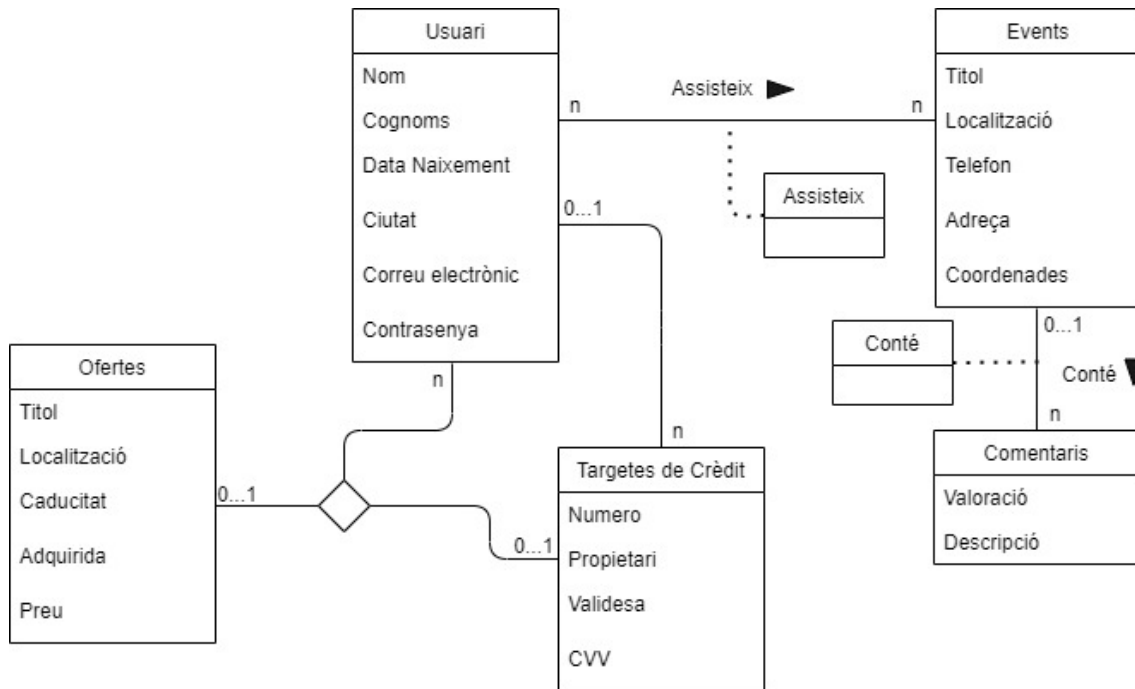 Usuari
Nom
Cognoms
Data Naixement
Ciutat
Correu electrònic
Contrasenya
n
Assisteix
n
Assisteix
0...1
n
Events
Titol
Localització
Telefon
Adreça
Coordenades
0...1
Conté
Conté
n
Comentaris
Valoració
Descripció
Ofertes
Titol
Localització
Caducitat
Adquirida
Preu
0...1
n
0...1
Targetes de Crèdit
Numero
Propietari
Validesa
CVV